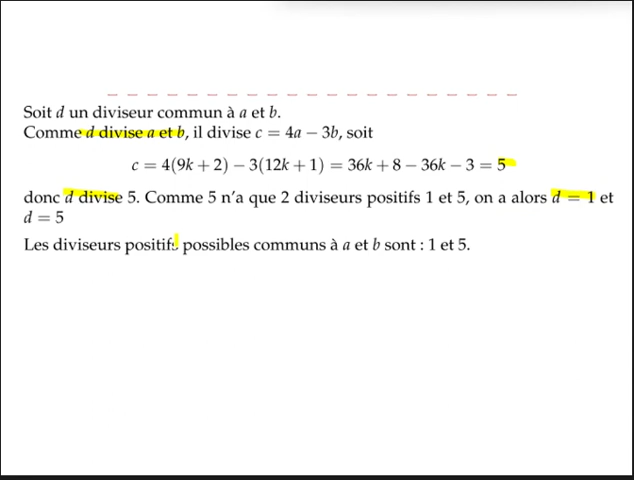 Soit d un diviseur commun à a et b.
Comme d divise a et b, il divise c = 4a − 3b, soit
c = 4(9k + 2) − 3(12k + 1) = 36k + 8 − 36k − 3 = 5
donc d divise 5. Comme 5 n'a que 2 diviseurs positifs 1 et 5, on a alors d = 1 et
d = 5
Les diviseurs positifs possibles communs à a et b sont : 1 et 5.